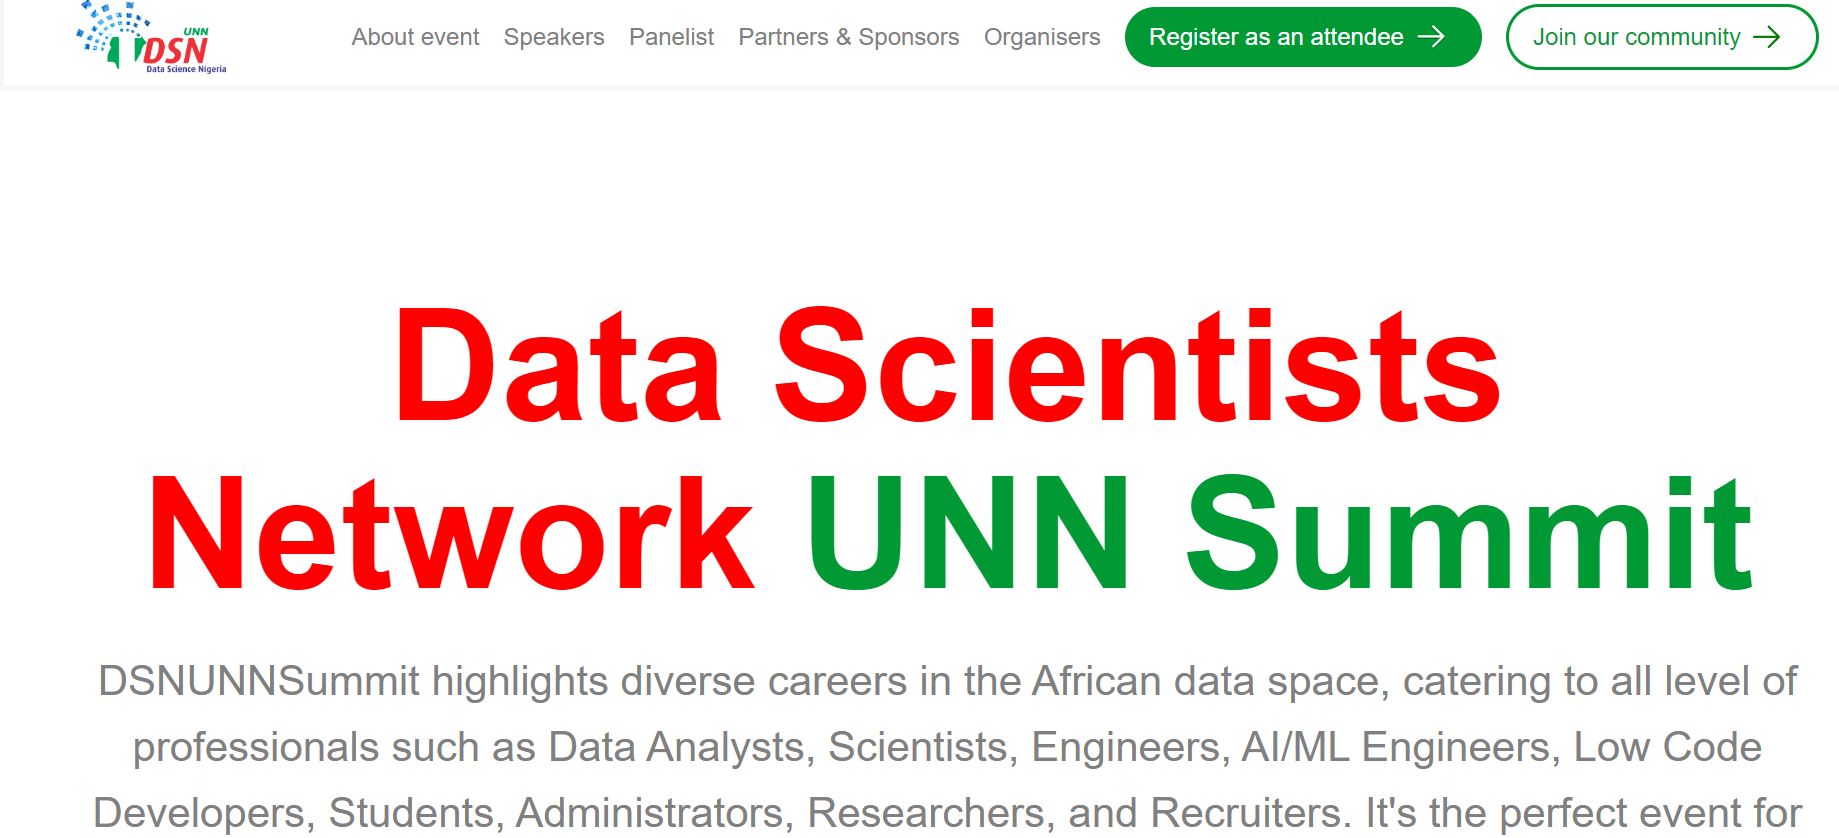 UNN
DSN
Data Science Nigeria
About event Speakers Panelist Partners & Sponsors Organisers Register as an attendee → Join our community →
Data Scientists
Network UNN Summit
DSNUNNSummit highlights diverse careers in the African data space, catering to all level of
professionals such as Data Analysts, Scientists, Engineers, AI/ML Engineers, Low Code
Developers, Students, Administrators, Researchers, and Recruiters. It's the perfect event for